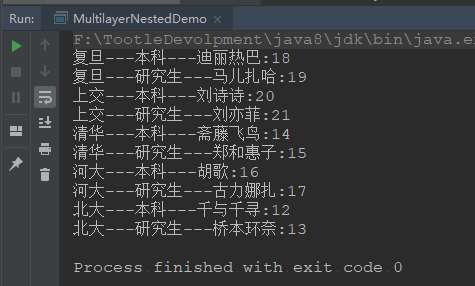 Run: MultilayerNestedDemo
F:\TootleDevolpment\java8\jdk\bin\java.e
复旦---本科---迪丽热巴:18
复旦---研究生---马儿扎哈:19
上交---本科---刘诗诗:20
上交---研究生---刘亦菲:21
清华---本科---斋藤飞鸟:14
清华---研究生---郑和惠子:15
河大---本科---胡歌:16
河大---研究生---古力娜扎:17
北大---本科---千与千寻:12
北大---研究生---桥本环奈:13
Process finished with exit code 0